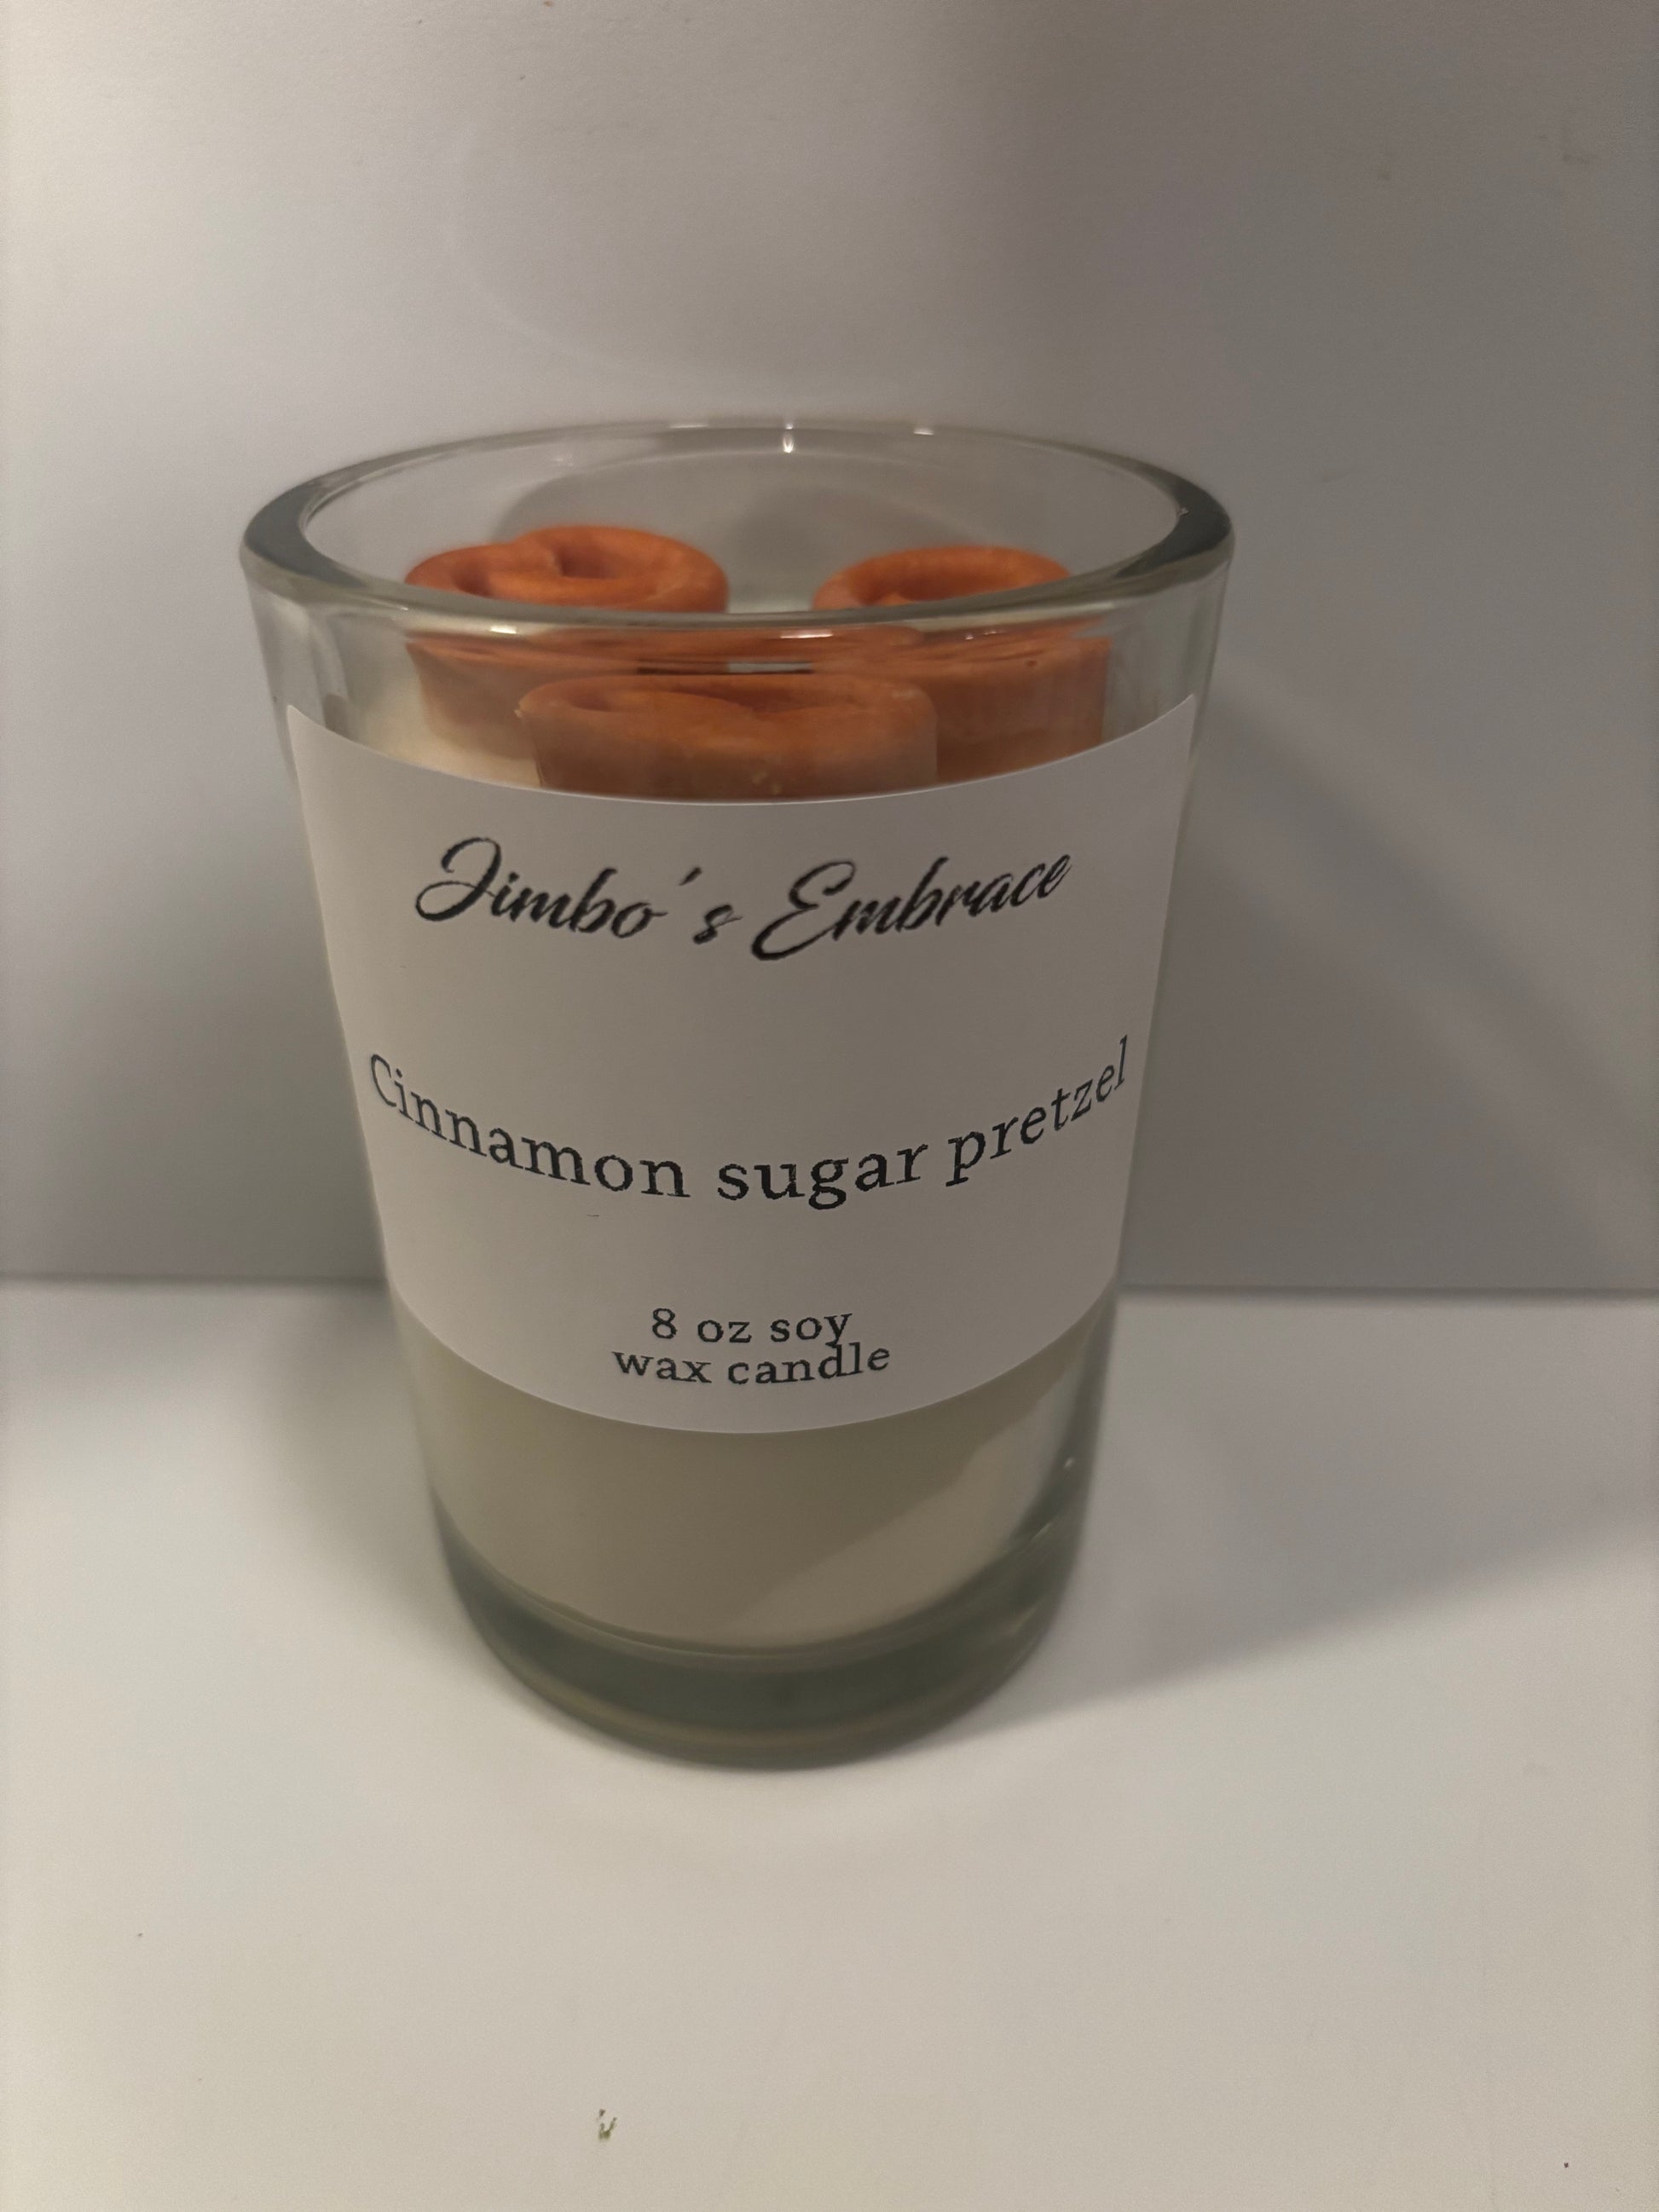 Jimbo's Embrace
Cinnamon sugar pretzel
8 oz soy
wax candle